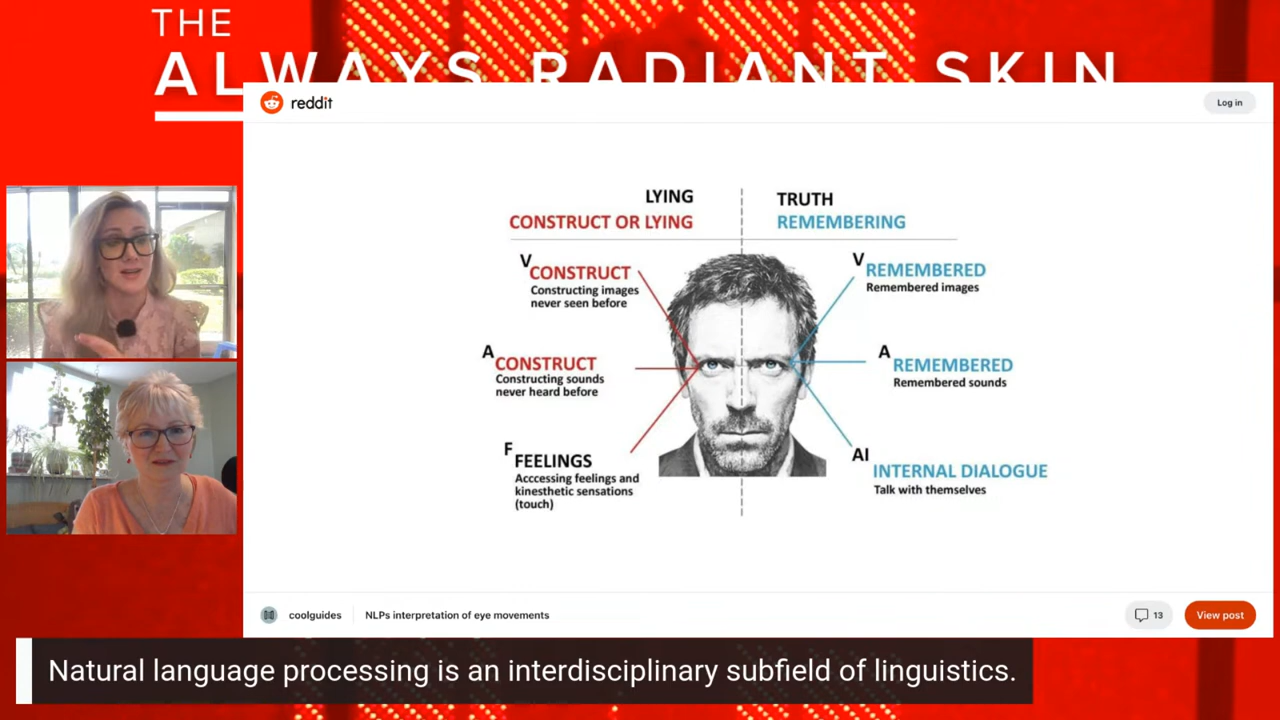 THE
ALWAYS RADIANT SKIN
reddit
Log in
LYING
TRUTH
CONSTRUCT OR LYING
REMEMBERING
V
CONSTRUCT
Constructing images
never seen before
V
REMEMBERED
Remembered images
A
CONSTRUCT
Constructing sounds
never heard before
A
REMEMBERED
Remembered sounds
F
FEELINGS
Acccessing feelings and
kinesthetic sensations
(touch)
AI
INTERNAL DIALOGUE
Talk with themselves
coolguides
NLPs interpretation of eye movements
13
View post
Natural language processing is an interdisciplinary subfield of linguistics.